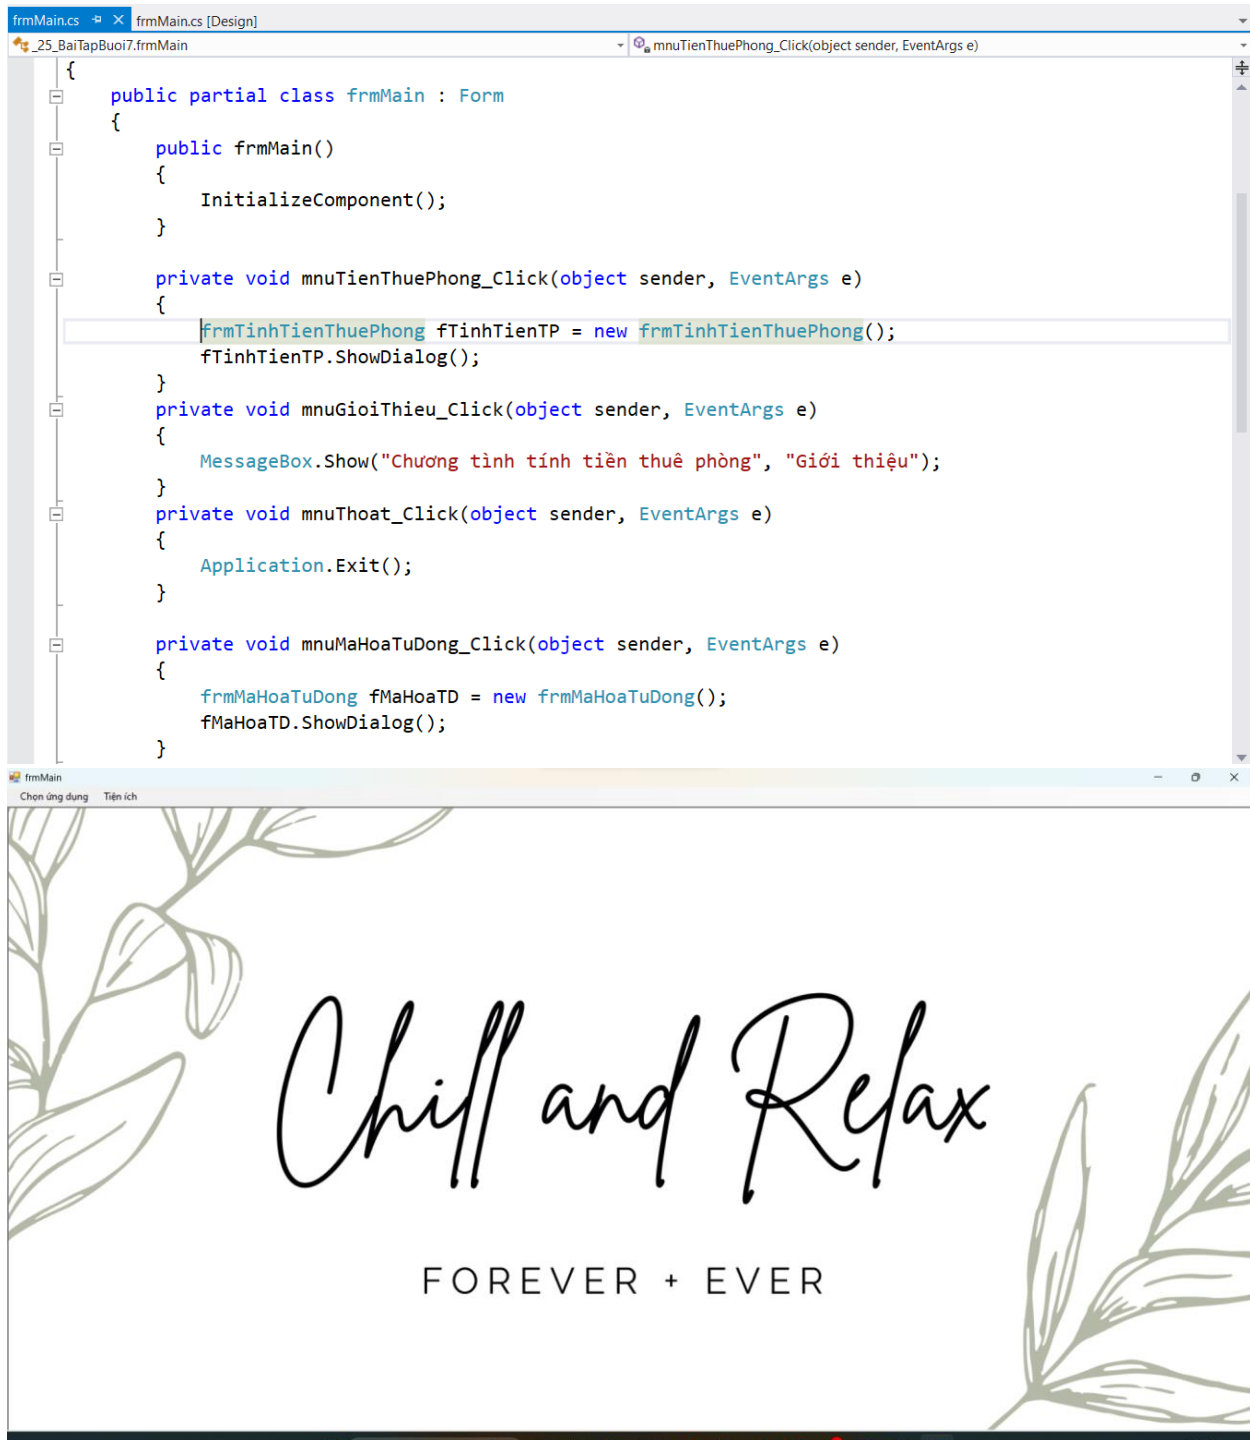 frmMain.cs frmMain.cs [Design]
_25_BaiTapBuoi7.frmMain mnuTienThuePhong_Click(object sender, EventArgs e)
{
public partial class frmMain : Form
{
public frmMain()
{
InitializeComponent();
}
private void mnuTienThuePhong_Click(object sender, EventArgs e)
{
frmTinhTienThuePhong fTinhTienTP = new frmTinhTienThuePhong();
fTinhTienTP.ShowDialog();
}
private void mnuGioiThieu_Click(object sender, EventArgs e)
{
MessageBox.Show("Chương tình tính tiền thuê phòng", "Giới thiệu");
}
private void mnuThoat_Click(object sender, EventArgs e)
{
Application.Exit();
}
private void mnuMaHoaTuDong_Click(object sender, EventArgs e)
{
frmMaHoaTuDong fMaHoaTD = new frmMaHoaTuDong();
fMaHoaTD.ShowDialog();
}
frmMain
Chọn ứng dụng Tiện ích
Chill and Relax
FOREVER + EVER